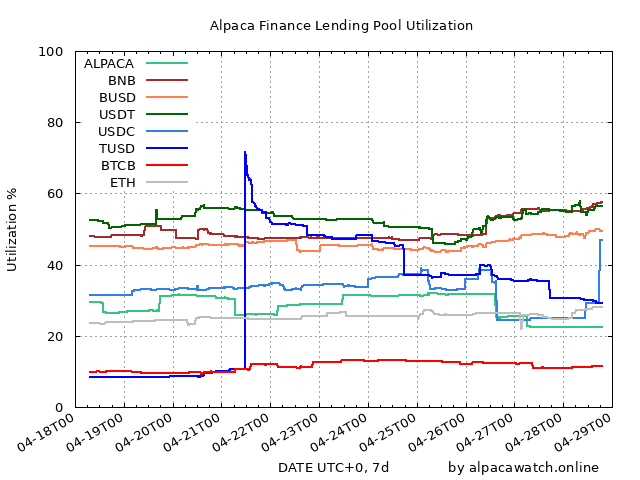 Alpaca Finance Lending Pool Utilization
100
80
60
40
20
0
Utilization %
ALPACA
BNB
BUSD
USDT
USDC
TUSD
BTCB
ETH
04-18T00
04-19T00
04-20T00
04-21T00
04-22T00
04-23T00
04-24T00
04-25T00
04-26T00
04-27T00
04-28T00
04-29T00
DATE UTC+0, 7d
by alpacawatch.online